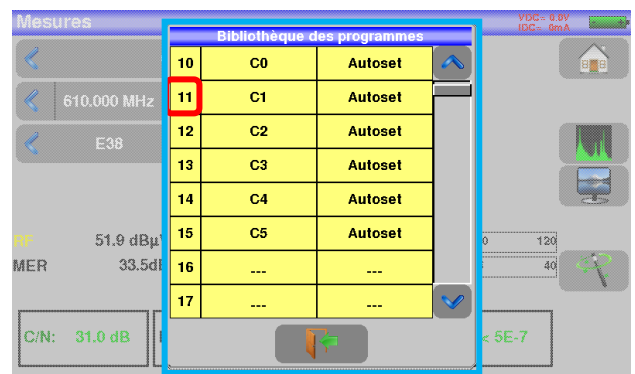 Mesures
VDC= 0.0V
IDC= 0mA
Bibliothèque des programmes
10 C0 Autoset
610.000 MHz
11 C1 Autoset
12 C2 Autoset
E38
13 C3 Autoset
14 C4 Autoset
15 C5 Autoset
RF 51.9 dBµV
120
16 --- ---
MER 33.5d
40
17 --- ---
C/N: 31.0 dB
< 5E-7